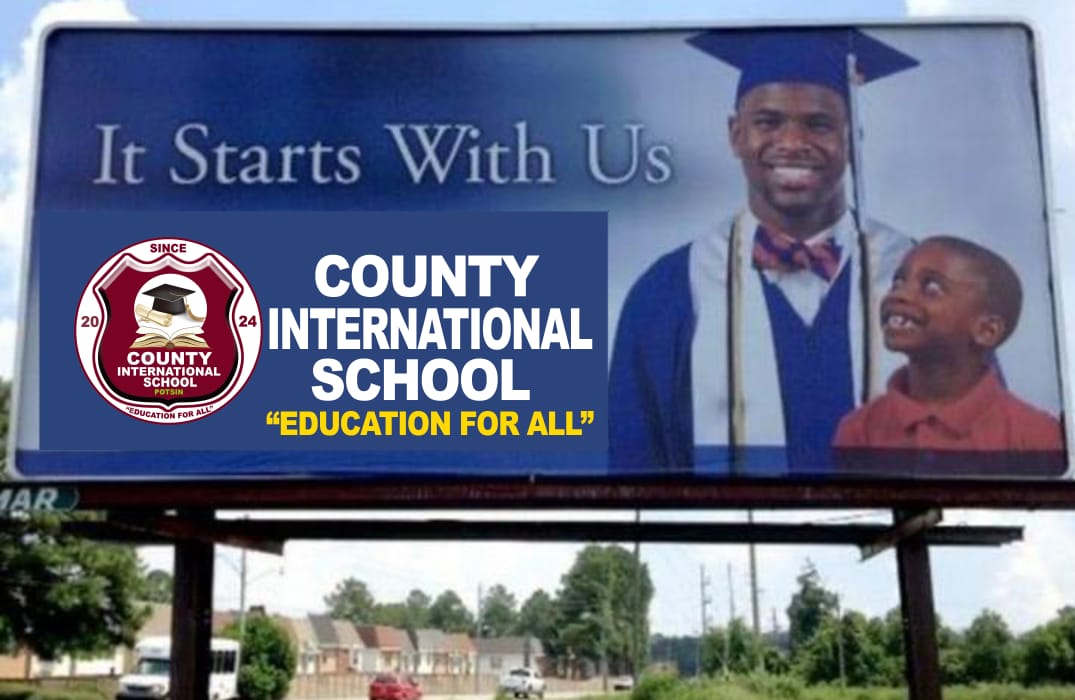 It Starts With Us
SINCE
20 24
COUNTY
INTERNATIONAL
SCHOOL
POTSIN
"EDUCATION FOR ALL"
COUNTY
INTERNATIONAL
SCHOOL
“EDUCATION FOR ALL”
MAR